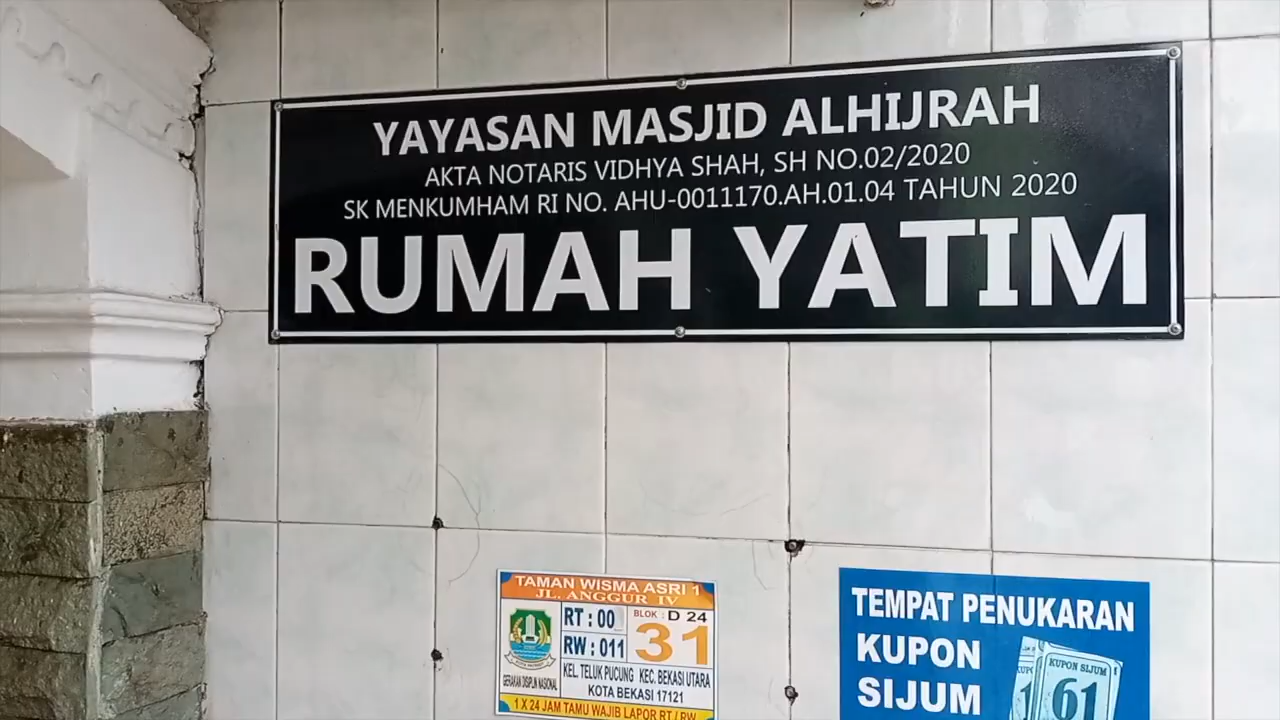 YAYASAN MASJID ALHIJRAH
AKTA NOTARIS VIDHYA SHAH, SH NO.02/2020
SK MENKUMHAM RI NO. AHU-0011170.AH.01.04 TAHUN 2020
RUMAH YATIM
TAMAN WISMA ASRI 1
JL. ANGGUR IV
RT : 00
RW : 011
BLOK : D 24
31
KEL. TELUK PUCUNG KEC. BEKASI UTARA
KOTA BEKASI 17121
GERAKAN DISIPLIN NASIONAL
1 X 24 JAM TAMU WAJIB LAPOR RT / RW
TEMPAT PENUKARAN
KUPON
SIJUM
KUPON SIJUM
61